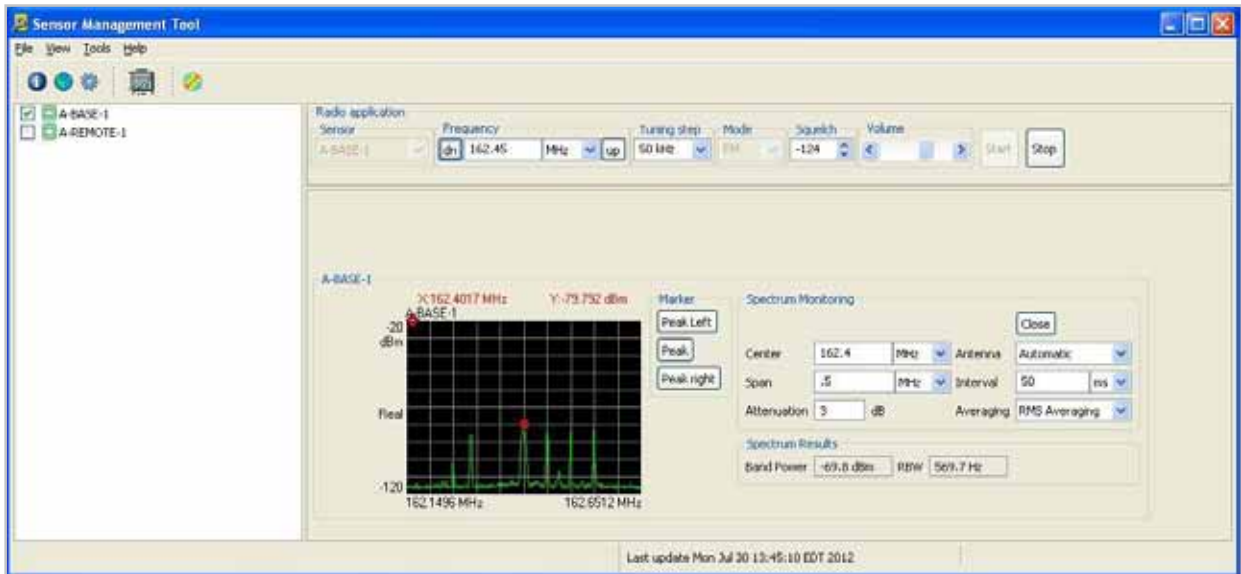 Sensor Management Tool
File View Tools Help
A-BASE-1
A-REMOTE-1
Radio application
Sensor Frequency Tuning step Mode Squelch Volume
A-BASE-1 dn 162.45 MHz up 50 kHz FM -124 Start Stop
A-BASE-1
X:162.4017 MHz Y:-79.792 dBm
A-BASE-1
-20
dBm
Real
-120
162.1496 MHz 162.6512 MHz
Marker
Peak Left
Peak
Peak right
Spectrum Monitoring
Close
Center 162.4 MHz Antenna Automatic
Span .5 MHz Interval 50 ms
Attenuation 3 dB Averaging RMS Averaging
Spectrum Results
Band Power -69.8 dBm RBW 569.7 Hz
Last update Mon Jul 30 13:45:10 EDT 2012